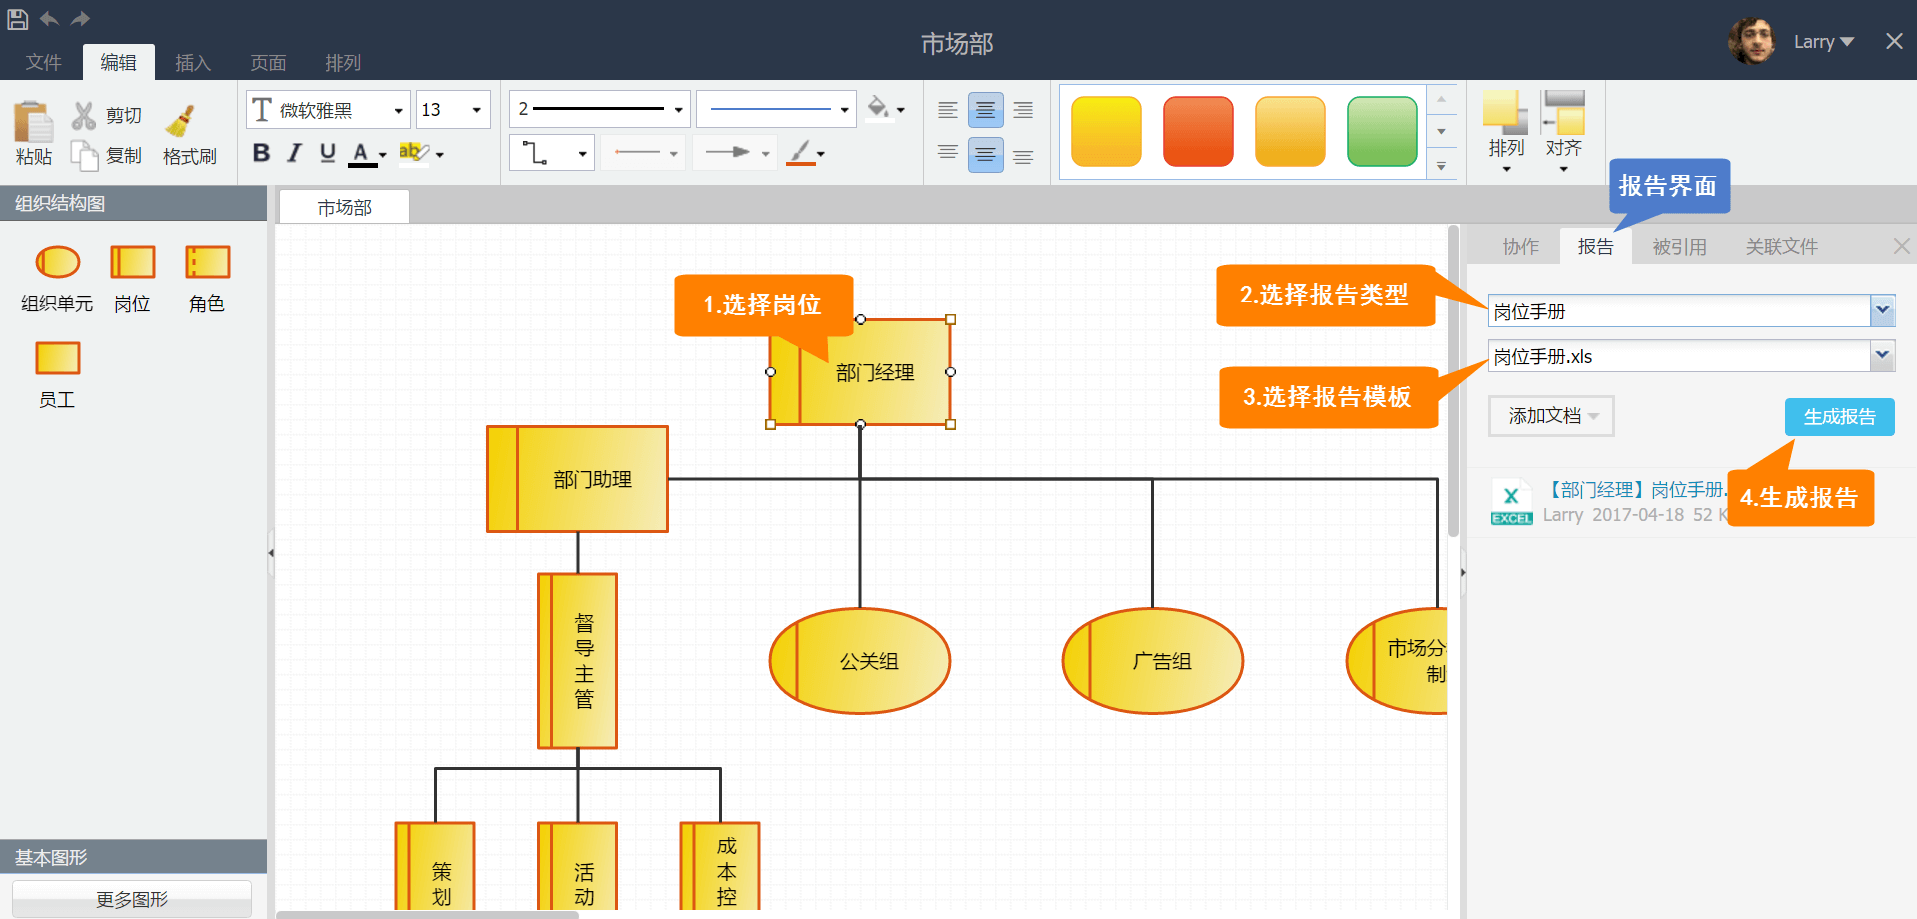 市场部
Larry
文件 编辑 插入 页面 排列
粘贴
剪切
复制
格式刷
T 微软雅黑 13
B I U A ab
2
排列 对齐
报告界面
组织结构图
组织单元 岗位 角色
员工
基本图形
更多图形
市场部
1.选择岗位
部门经理
部门助理
督
导
主
管
公关组
广告组
市场分
制
策
划
活
动
成
本
控
协作 报告 被引用 关联文件
2.选择报告类型
岗位手册
岗位手册.xls
3.选择报告模板
添加文档
生成报告
4.生成报告
X
EXCEL
【部门经理】岗位手册.
Larry 2017-04-18 52 K